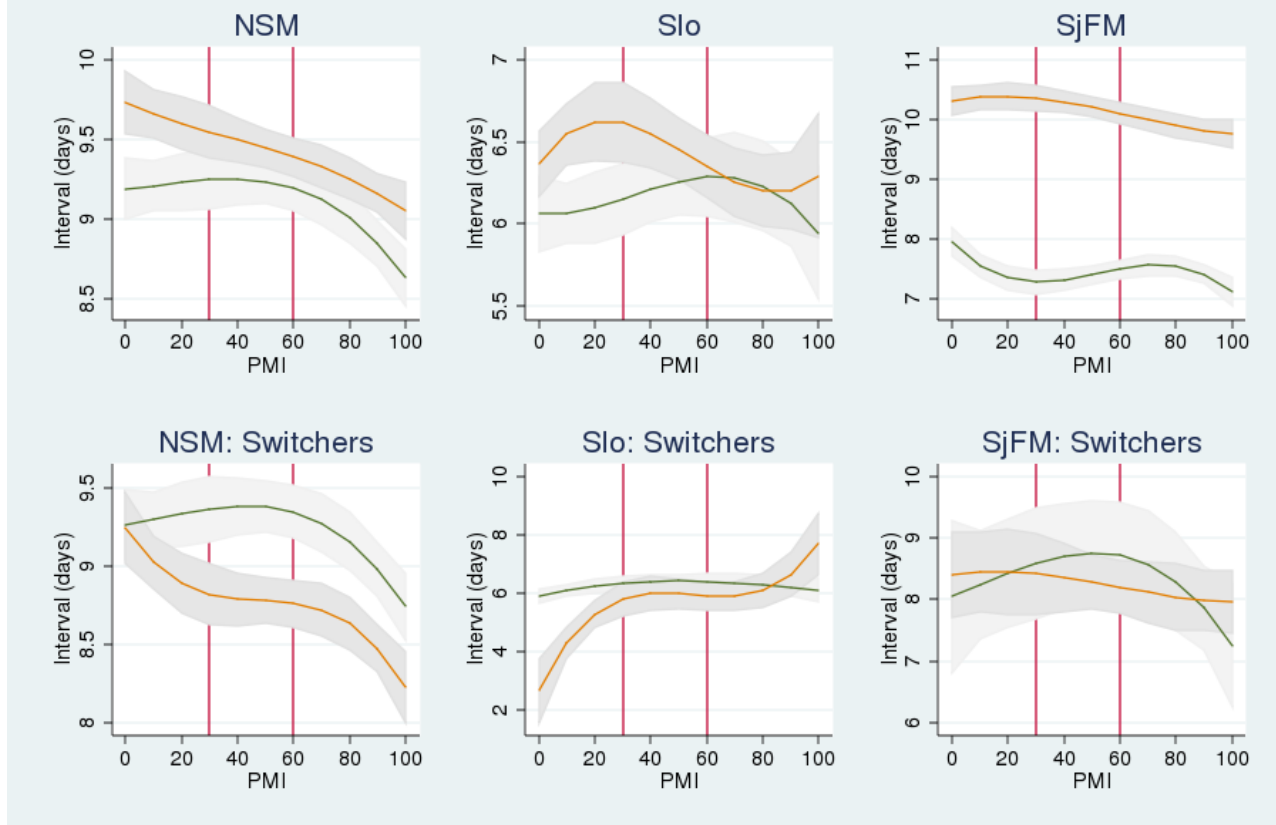 NSM
Interval (days)
10
9.5
9
8.5
0 20 40 60 80 100
PMI
Slo
Interval (days)
7
6.5
6
5.5
0 20 40 60 80 100
PMI
SjFM
Interval (days)
11
10
9
8
7
0 20 40 60 80 100
PMI
NSM: Switchers
Interval (days)
9.5
9
8.5
8
0 20 40 60 80 100
PMI
Slo: Switchers
Interval (days)
10
8
6
4
2
0 20 40 60 80 100
PMI
SjFM: Switchers
Interval (days)
10
9
8
7
6
0 20 40 60 80 100
PMI